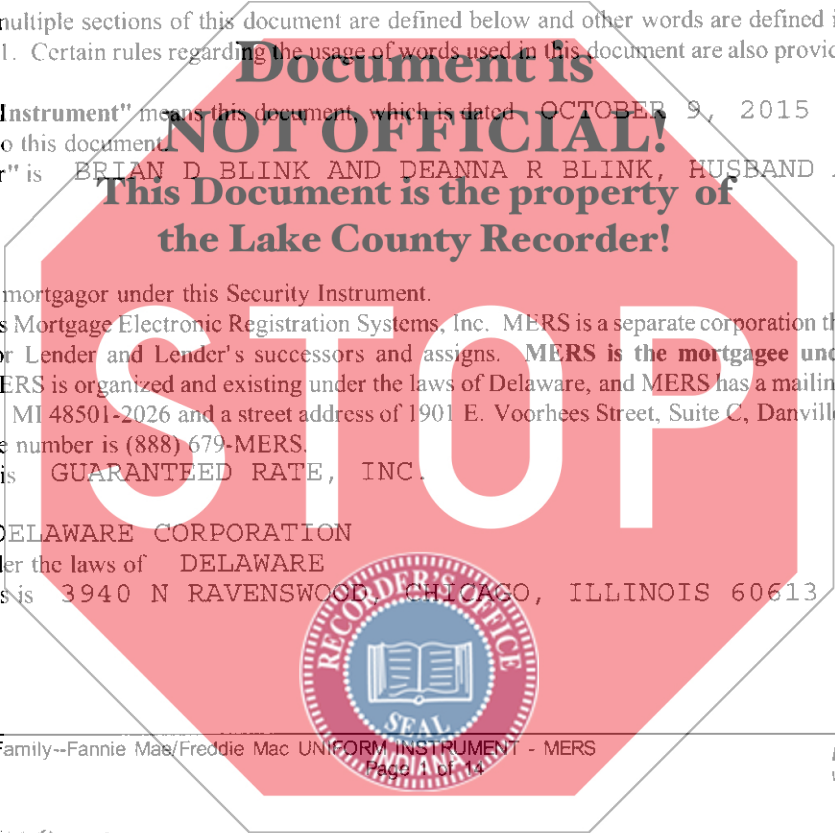 multiple sections of this document are defined below and other words are defined
1. Certain rules regarding the usage of words used in this document are also provid
Document is
Instrument" means this document, which is dated OCTOBER 9, 2015
NOT OFFICIAL!
o this document.
r" is BRIAN D BLINK AND DEANNA R BLINK, HUSBAND
This Document is the property of
the Lake County Recorder!
mortgagor under this Security Instrument.
s Mortgage Electronic Registration Systems, Inc. MERS is a separate corporation th
or Lender and Lender's successors and assigns. MERS is the mortgagee und
ERS is organized and existing under the laws of Delaware, and MERS has a mailin
MI 48501-2026 and a street address of 1901 E. Voorhees Street, Suite C, Danville
e number is (888) 679-MERS.
is GUARANTEED RATE, INC.
STOP
DELAWARE CORPORATION
er the laws of DELAWARE
s is 3940 N RAVENSWOOD, CHICAGO, ILLINOIS 60613
RECORDER'S OFFICE
SEAL
INDIANA
Family--Fannie Mae/Freddie Mac UNIFORM INSTRUMENT - MERS
Page 1 of 14